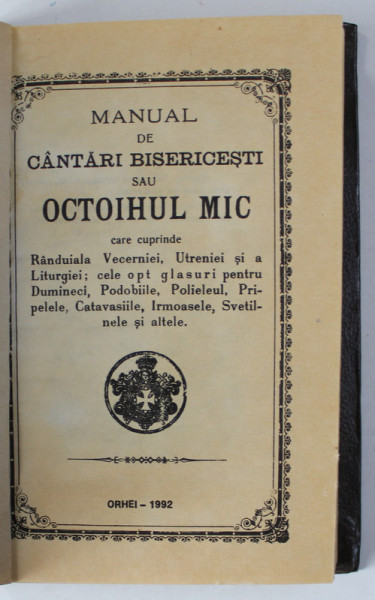 MANUAL
DE
CÂNTĂRI BISERICEȘTI
SAU
OCTOIHUL MIC
care cuprinde
Rânduiala Vecerniei, Utreniei și a
Liturgiei; cele opt glasuri pentru
Dumineci, Podobiile, Polieleul, Pri-
pelele, Catavasiile, Irmoasele, Svetil-
nele și altele.
ORHEI – 1992